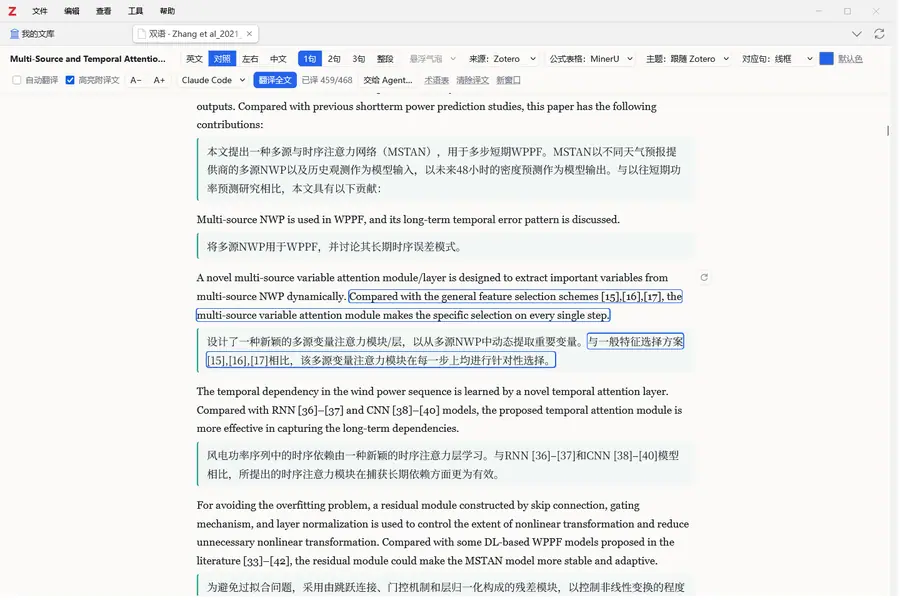 Z 文件 编辑 查看 工具 帮助
我的文库 双语 - Zhang et al_2021_ ×
Multi-Source and Temporal Attentio... 英文 对照 左右 中文 1句 2句 3句 整段 悬浮气泡 来源: Zotero 公式表格: MinerU 主题: 跟随 Zotero 对应句: 线框 默认色
自动翻译 高亮附译文 A− A+ Claude Code 翻译全文 已译 459/468 交给 Agent... 术语表 清除译文 新窗口
outputs. Compared with previous shortterm power prediction studies, this paper has the following
contributions:
本文提出一种多源与时序注意力网络（MSTAN），用于多步短期WPPF。MSTAN以不同天气预报提
供商的多源NWP以及历史观测作为模型输入，以未来48小时的密度预测作为模型输出。与以往短期功
率预测研究相比，本文具有以下贡献：
Multi-source NWP is used in WPPF, and its long-term temporal error pattern is discussed.
将多源NWP用于WPPF，并讨论其长期时序误差模式。
A novel multi-source variable attention module/layer is designed to extract important variables from
multi-source NWP dynamically. Compared with the general feature selection schemes [15],[16],[17], the
multi-source variable attention module makes the specific selection on every single step.
设计了一种新颖的多源变量注意力模块/层，以从多源NWP中动态提取重要变量。与一般特征选择方案
[15],[16],[17]相比，该多源变量注意力模块在每一步上均进行针对性选择。
The temporal dependency in the wind power sequence is learned by a novel temporal attention layer.
Compared with RNN [36]–[37] and CNN [38]–[40] models, the proposed temporal attention module is
more effective in capturing the long-term dependencies.
风电功率序列中的时序依赖由一种新颖的时序注意力层学习。与RNN [36]–[37]和CNN [38]–[40]模型
相比，所提出的时序注意力模块在捕获长期依赖方面更为有效。
For avoiding the overfitting problem, a residual module constructed by skip connection, gating
mechanism, and layer normalization is used to control the extent of nonlinear transformation and reduce
unnecessary nonlinear transformation. Compared with some DL-based WPPF models proposed in the
literature [33]–[42], the residual module could make the MSTAN model more stable and adaptive.
为避免过拟合问题，采用由跳跃连接、门控机制和层归一化构成的残差模块，以控制非线性变换的程度